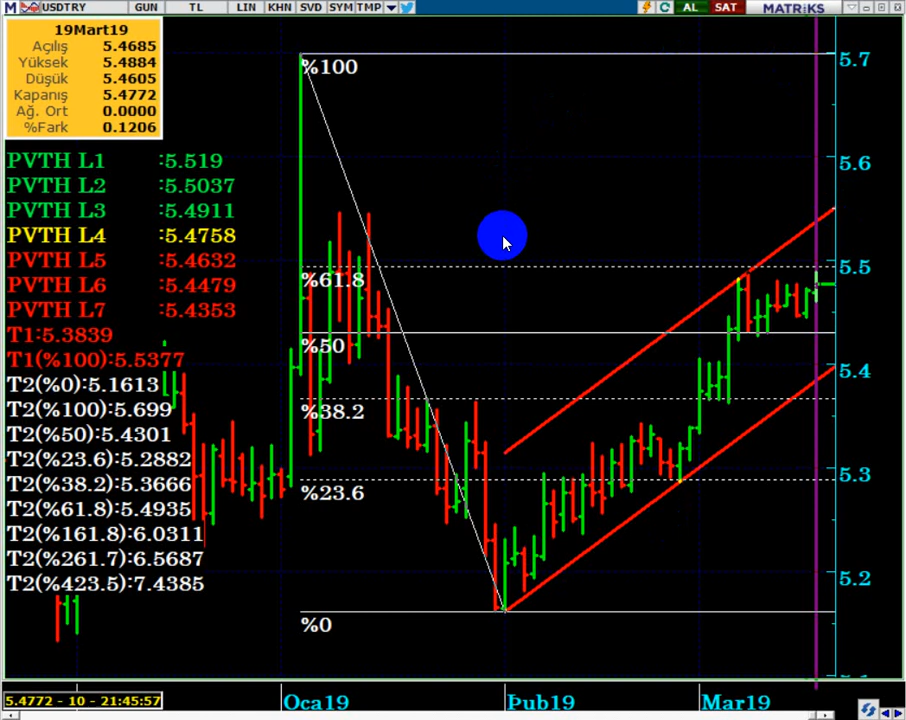 M USDTRY GUN TL LIN KHN SVD SYM TMP AL SAT MATRIKS
19Mart19
Açılış 5.4685
Yüksek 5.4884
Düşük 5.4605
Kapanış 5.4772
Ağ. Ort 0.0000
%Fark 0.1206
PVTH L1 :5.519
PVTH L2 :5.5037
PVTH L3 :5.4911
PVTH L4 :5.4758
PVTH L5 :5.4632
PVTH L6 :5.4479
PVTH L7 :5.4353
T1:5.3839
T1(%100):5.5377
T2(%0):5.1613
T2(%100):5.699
T2(%50):5.4301
T2(%23.6):5.2882
T2(%38.2):5.3666
T2(%61.8):5.4935
T2(%161.8):6.0311
T2(%261.7):6.5687
T2(%423.5):7.4385
%100
%61.8
%50
%38.2
%23.6
%0
5.7
5.6
5.5
5.4
5.3
5.2
5.4772 - 10 - 21:45:57
Oca19 Þub19 Mar19